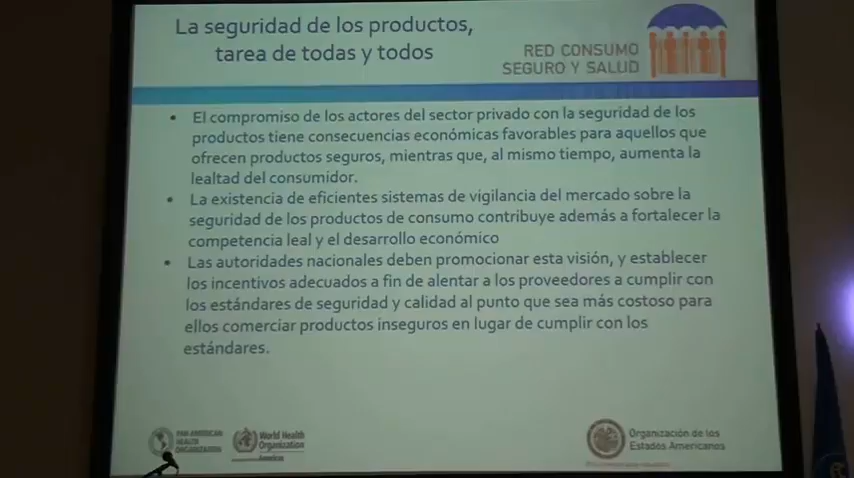 La seguridad de los productos,
tarea de todas y todos
RED CONSUMO
SEGURO Y SALUD
• El compromiso de los actores del sector privado con la seguridad de los
productos tiene consecuencias económicas favorables para aquellos que
ofrecen productos seguros, mientras que, al mismo tiempo, aumenta la
lealtad del consumidor.
• La existencia de eficientes sistemas de vigilancia del mercado sobre la
seguridad de los productos de consumo contribuye además a fortalecer la
competencia leal y el desarrollo económico
• Las autoridades nacionales deben promocionar esta visión, y establecer
los incentivos adecuados a fin de alentar a los proveedores a cumplir con
los estándares de seguridad y calidad al punto que sea más costoso para
ellos comerciar productos inseguros en lugar de cumplir con los
estándares.
PAN AMERICAN
HEALTH
ORGANIZATION
World Health
Organization
Americas
Organización de los
Estados Americanos